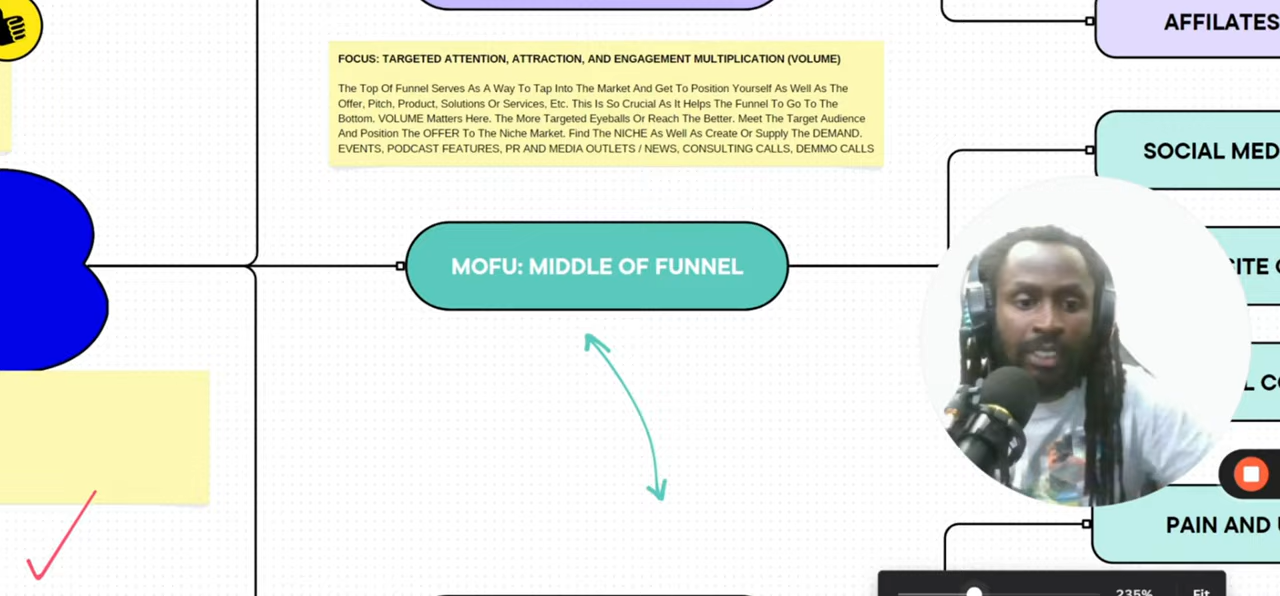 AFFILIATES
FOCUS: TARGETED ATTENTION, ATTRACTION, AND ENGAGEMENT MULTIPLICATION (VOLUME)
The Top Of Funnel Serves As A Way To Tap Into The Market And Get To Position Yourself As Well As The
Offer, Pitch, Product, Solutions Or Services, Etc. This Is So Crucial As It Helps The Funnel To Go To The
Bottom. VOLUME Matters Here. The More Targeted Eyeballs Or Reach The Better. Meet The Target Audience
And Position The OFFER To The Niche Market. Find The NICHE As Well As Create Or Supply The DEMAND.
EVENTS, PODCAST FEATURES, PR AND MEDIA OUTLETS / NEWS, CONSULTING CALLS, DEMMO CALLS
SOCIAL MED
MOFU: MIDDLE OF FUNNEL
PAIN AND
235% Fit